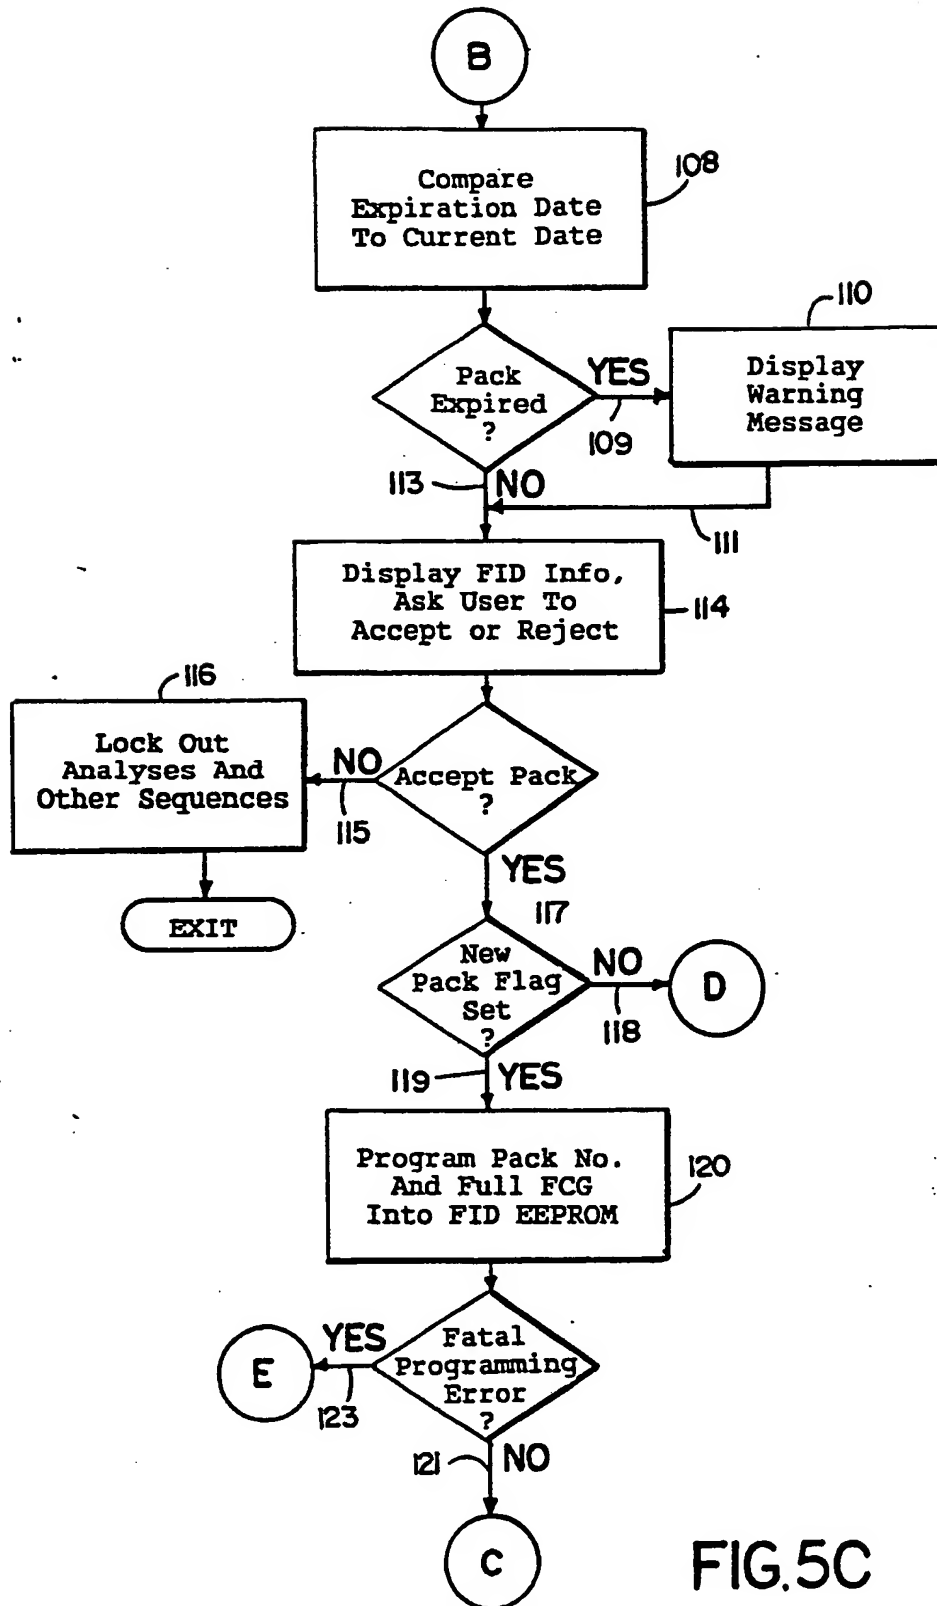 B
Compare
Expiration Date
To Current Date
108
110
Pack
Expired
?
YES
109
Display
Warning
Message
113
NO
111
Display FID Info,
Ask User To
Accept or Reject
114
116
Lock Out
Analyses And
Other Sequences
NO
115
Accept Pack
?
EXIT
YES
117
New
Pack Flag
Set
?
NO
118
D
119
YES
Program Pack No.
And Full FCG
Into FID EEPROM
120
Fatal
Programming
Error
?
YES
123
E
121
NO
C
FIG.5C